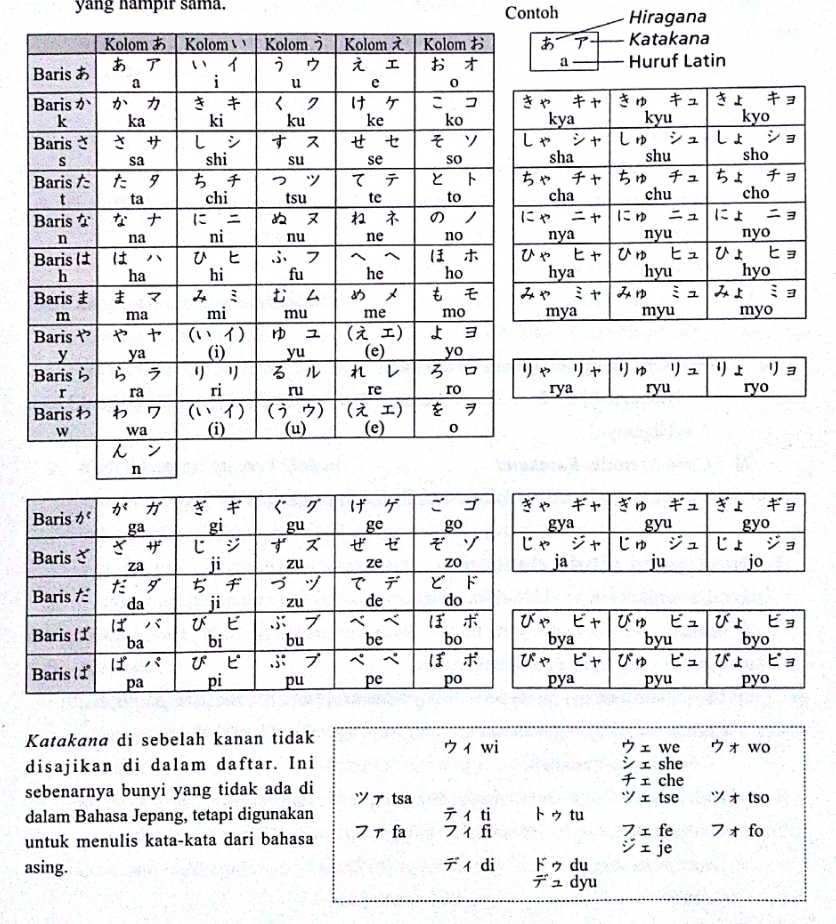 yang hampir sama.
Contoh
Hiragana
あ ア Katakana
a Huruf Latin
Kolom あ Kolom い Kolom う Kolom え Kolom お
Baris あ あ ア い イ う ウ え エ お オ
a i u e o
Baris か か カ き キ く ク け ケ こ コ
k ka ki ku ke ko
Baris さ さ サ し シ す ス せ セ そ ソ
s sa shi su se so
Baris た た タ ち チ つ ツ て テ と ト
t ta chi tsu te to
Baris な な ナ に ニ ぬ ヌ ね ネ の ノ
n na ni nu ne no
Baris は は ハ ひ ヒ ふ フ へ ヘ ほ ホ
h ha hi fu he ho
Baris ま ま マ み ミ む ム め メ も モ
m ma mi mu me mo
Baris や や ヤ (い イ) ゆ ユ (え エ) よ ヨ
y ya (i) yu (e) yo
Baris ら ら ラ り リ る ル れ レ ろ ロ
r ra ri ru re ro
Baris わ わ ワ (い イ) (う ウ) (え エ) を ヲ
w wa (i) (u) (e) o
ん ン
n
きゃ キャ きゅ キュ きょ キョ
kya kyu kyo
しゃ シャ しゅ シュ しょ ショ
sha shu sho
ちゃ チャ ちゅ チュ ちょ チョ
cha chu cho
にゃ ニャ にゅ ニュ にょ ニョ
nya nyu nyo
ひゃ ヒャ ひゅ ヒュ ひょ ヒョ
hya hyu hyo
みゃ ミャ みゅ ミュ みょ ミョ
mya myu myo
りゃ リャ りゅ リュ りょ リョ
rya ryu ryo
Baris が が ガ ぎ ギ ぐ グ げ ゲ ご ゴ
ga gi gu ge go
Baris ざ ざ ザ じ ジ ず ズ ぜ ゼ ぞ ゾ
za ji zu ze zo
Baris だ だ ダ ぢ ヂ づ ヅ で デ ど ド
da ji zu de do
Baris ば ば バ び ビ ぶ ブ べ ベ ぼ ボ
ba bi bu be bo
Baris ぱ ぱ パ ぴ ピ ぷ プ ぺ ペ ぽ ポ
pa pi pu pe po
ぎゃ ギャ ぎゅ ギュ ぎょ ギョ
gya gyu gyo
じゃ ジャ じゅ ジュ じょ ジョ
ja ju jo
びゃ ビャ びゅ ビュ びょ ビョ
bya byu byo
ぴゃ ピャ ぴゅ ピュ ぴょ ピョ
pya pyu pyo
Katakana di sebelah kanan tidak
disajikan di dalam daftar. Ini
sebenarnya bunyi yang tidak ada di
dalam Bahasa Jepang, tetapi digunakan
untuk menulis kata-kata dari bahasa
asing.
ウィ wi ウェ we ウォ wo
シェ she
チェ che
ツァ tsa ツェ tse ツォ tso
ティ ti トゥ tu
ファ fa フィ fi フェ fe フォ fo
ジェ je
ディ di ドゥ du
デュ dyu